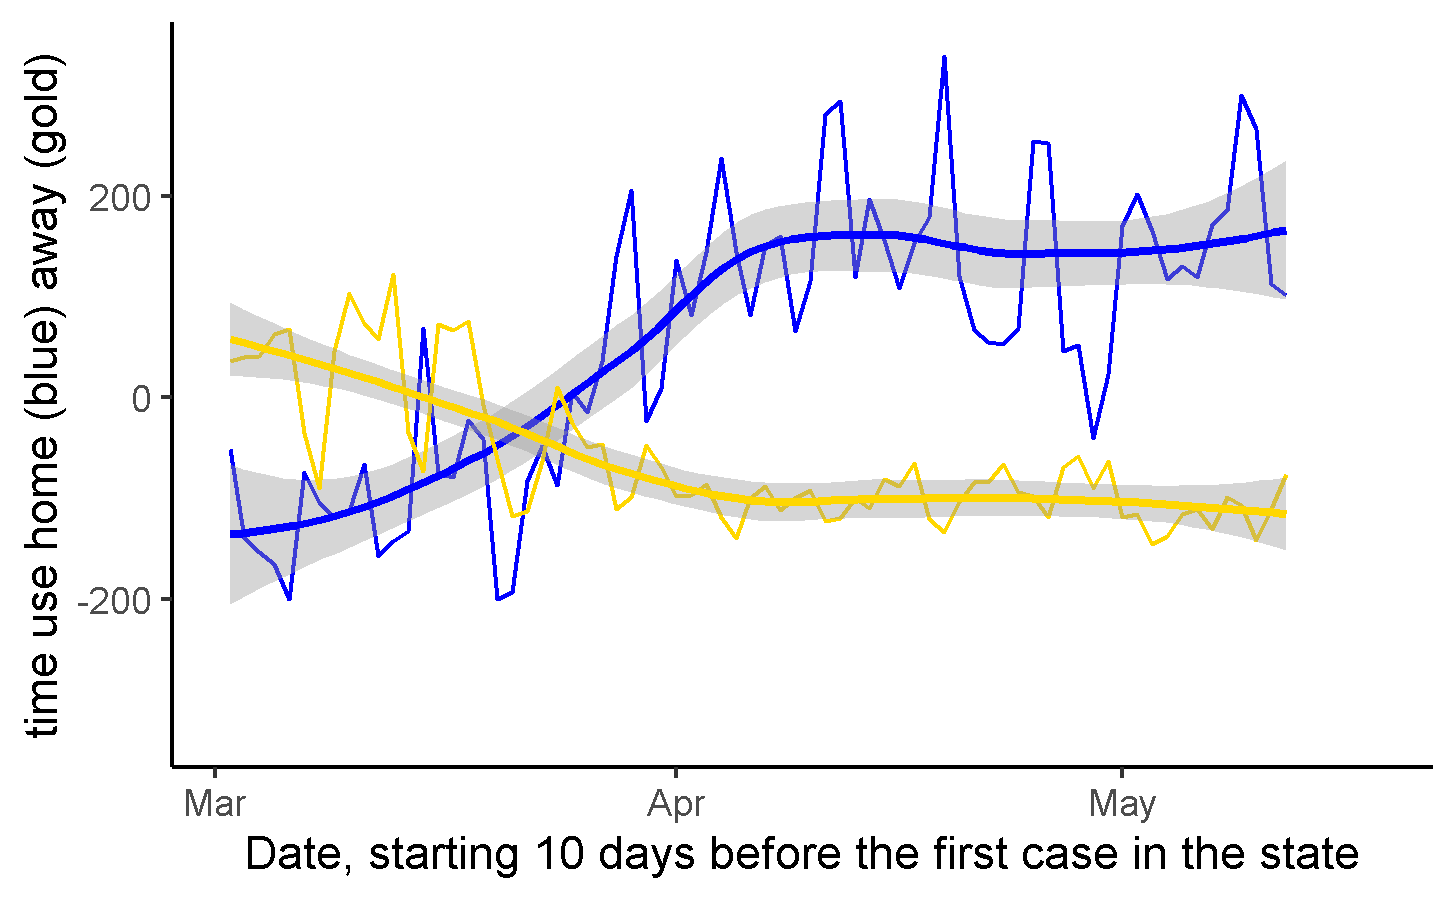 time use home (blue) away (gold)
200
0
-200
Mar
Apr
May
Date, starting 10 days before the first case in the state